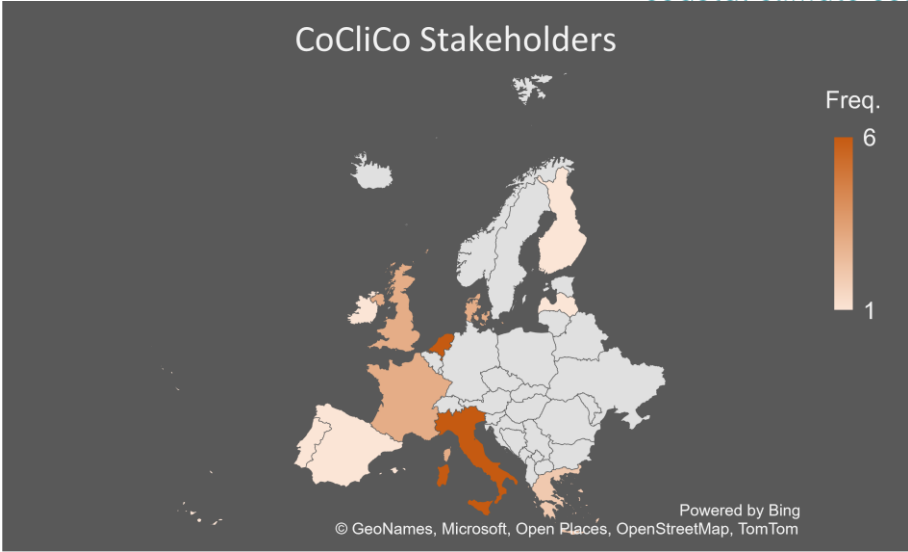 CoCliCo Stakeholders
Freq.
6
1
Powered by Bing
© GeoNames, Microsoft, Open Places, OpenStreetMap, TomTom